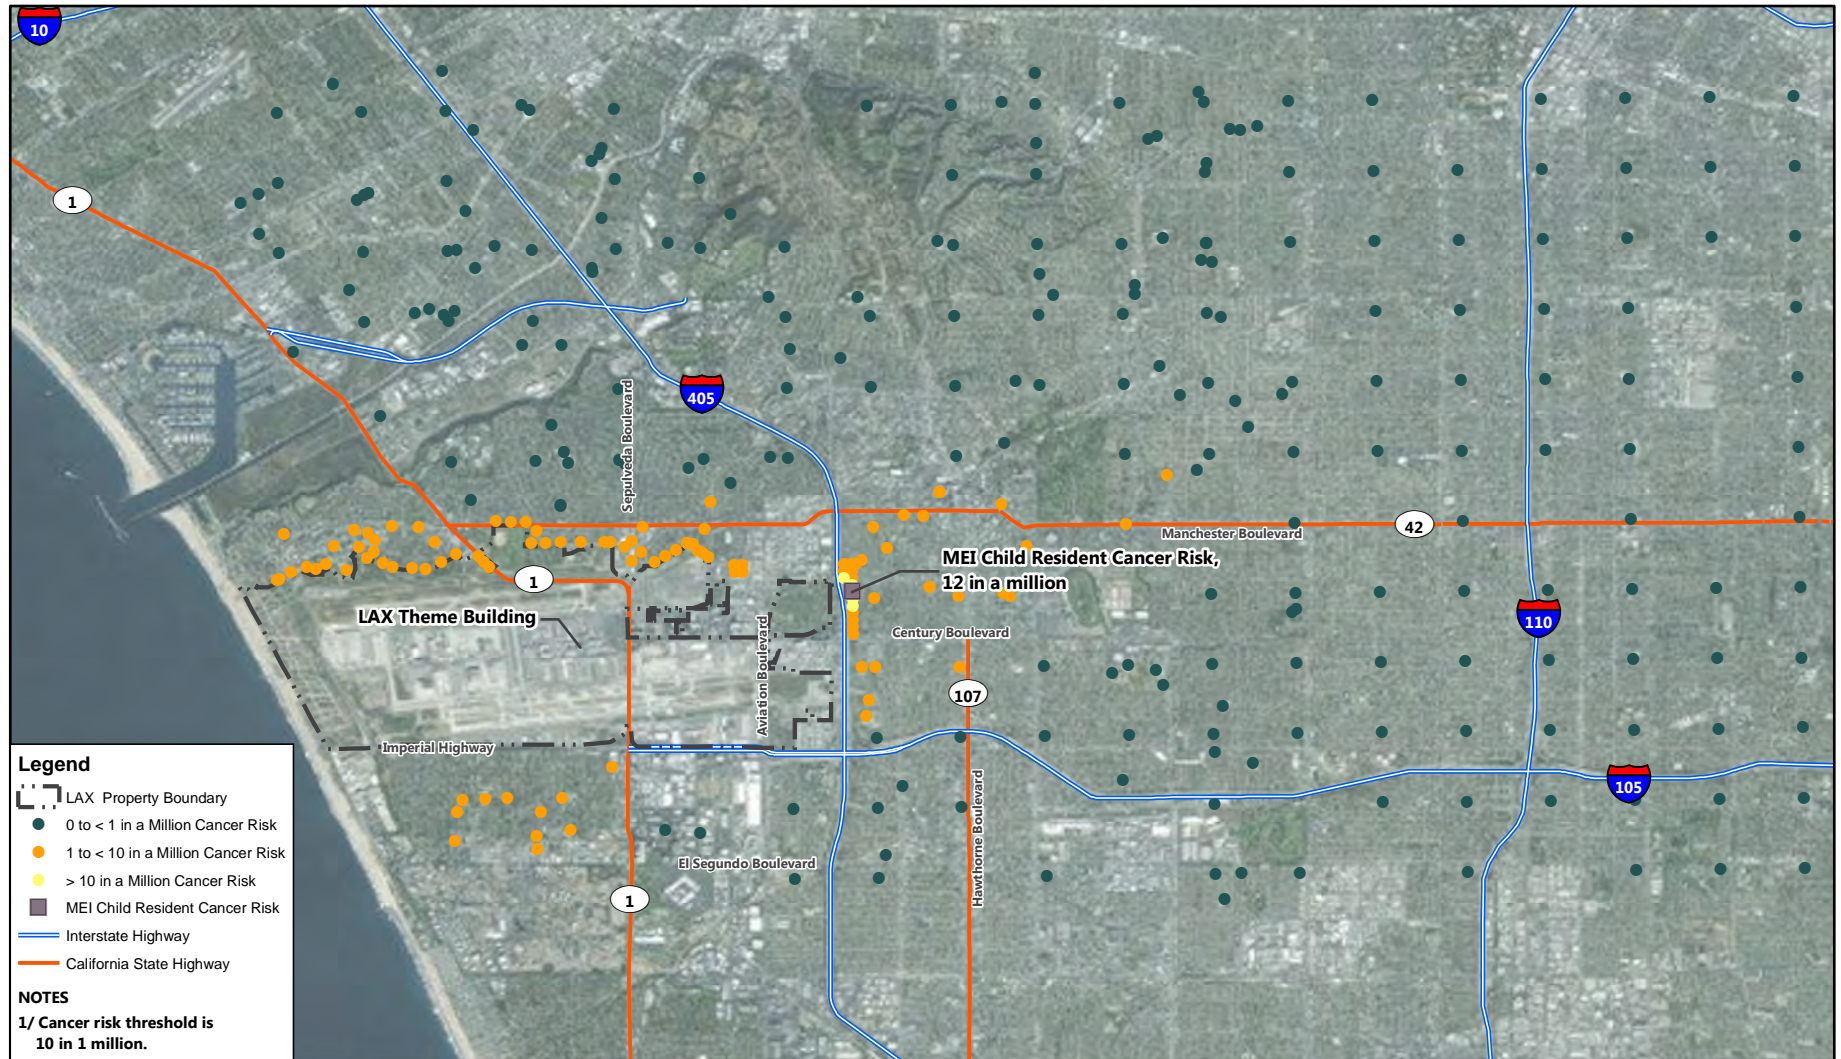 10
1
405
Sepulveda Boulevard
42
Manchester Boulevard
MEI Child Resident Cancer Risk,
12 in a million
1
LAX Theme Building
110
Century Boulevard
Aviation Boulevard
107
Imperial Highway
105
Hawthorne Boulevard
El Segundo Boulevard
1
Legend
LAX Property Boundary
0 to < 1 in a Million Cancer Risk
1 to < 10 in a Million Cancer Risk
> 10 in a Million Cancer Risk
MEI Child Resident Cancer Risk
Interstate Highway
California State Highway
NOTES
1/ Cancer risk threshold is
10 in 1 million.